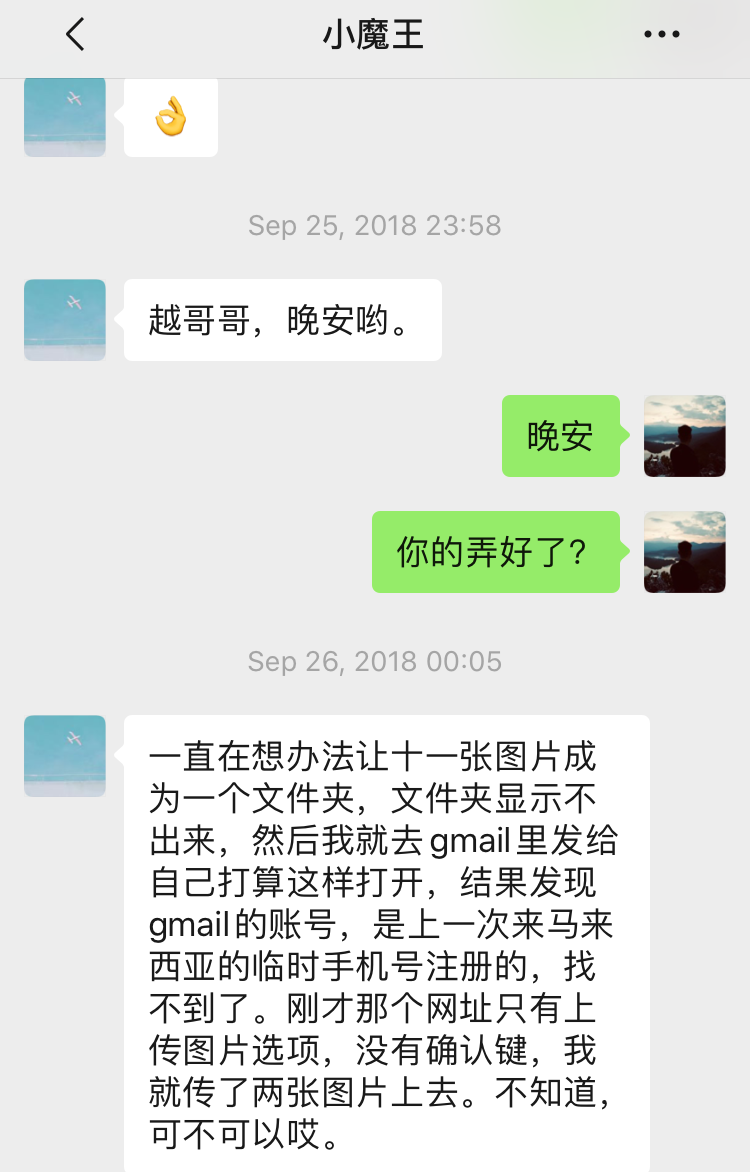 小魔王
Sep 25, 2018 23:58
越哥哥，晚安哟。
晚安
你的弄好了？
Sep 26, 2018 00:05
一直在想办法让十一张图片成
为一个文件夹，文件夹显示不
出来，然后我就去gmail里发给
自己打算这样打开，结果发现
gmail的账号，是上一次来马来
西亚的临时手机号注册的，找
不到了。刚才那个网址只有上
传图片选项，没有确认键，我
就传了两张图片上去。不知道，
可不可以哎。